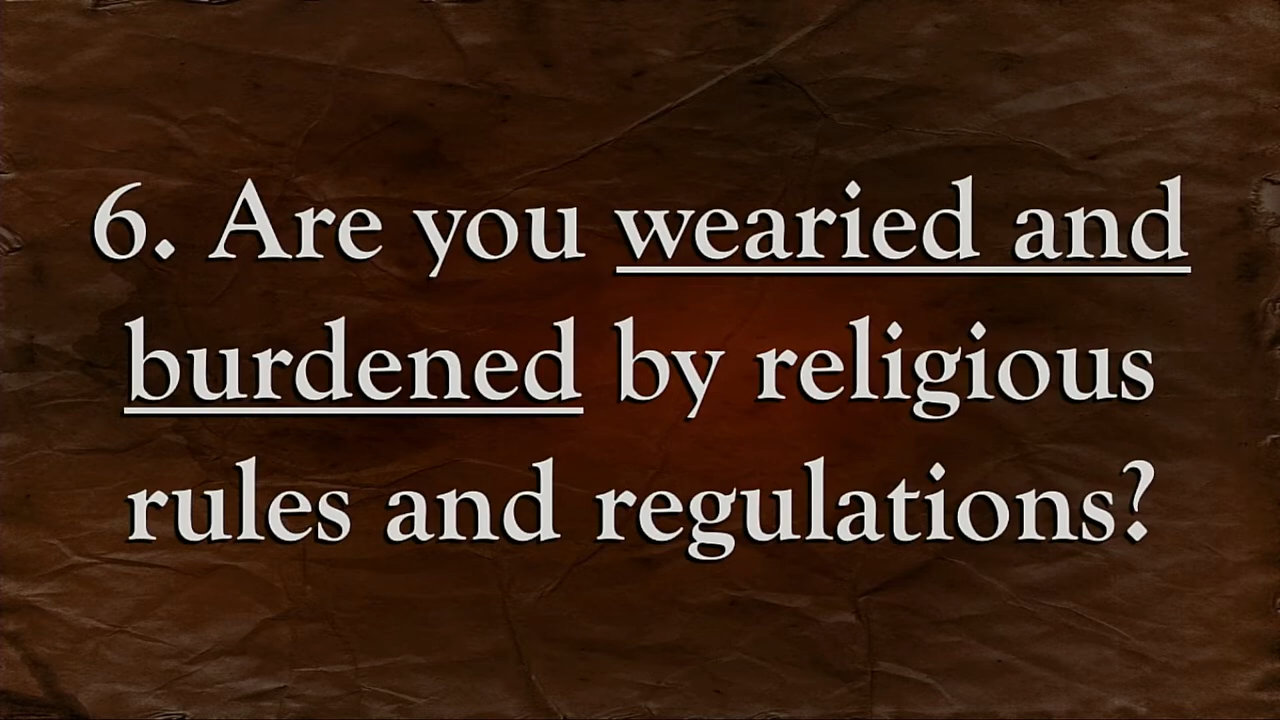 6. Are you wearied and
burdened by religious
rules and regulations?